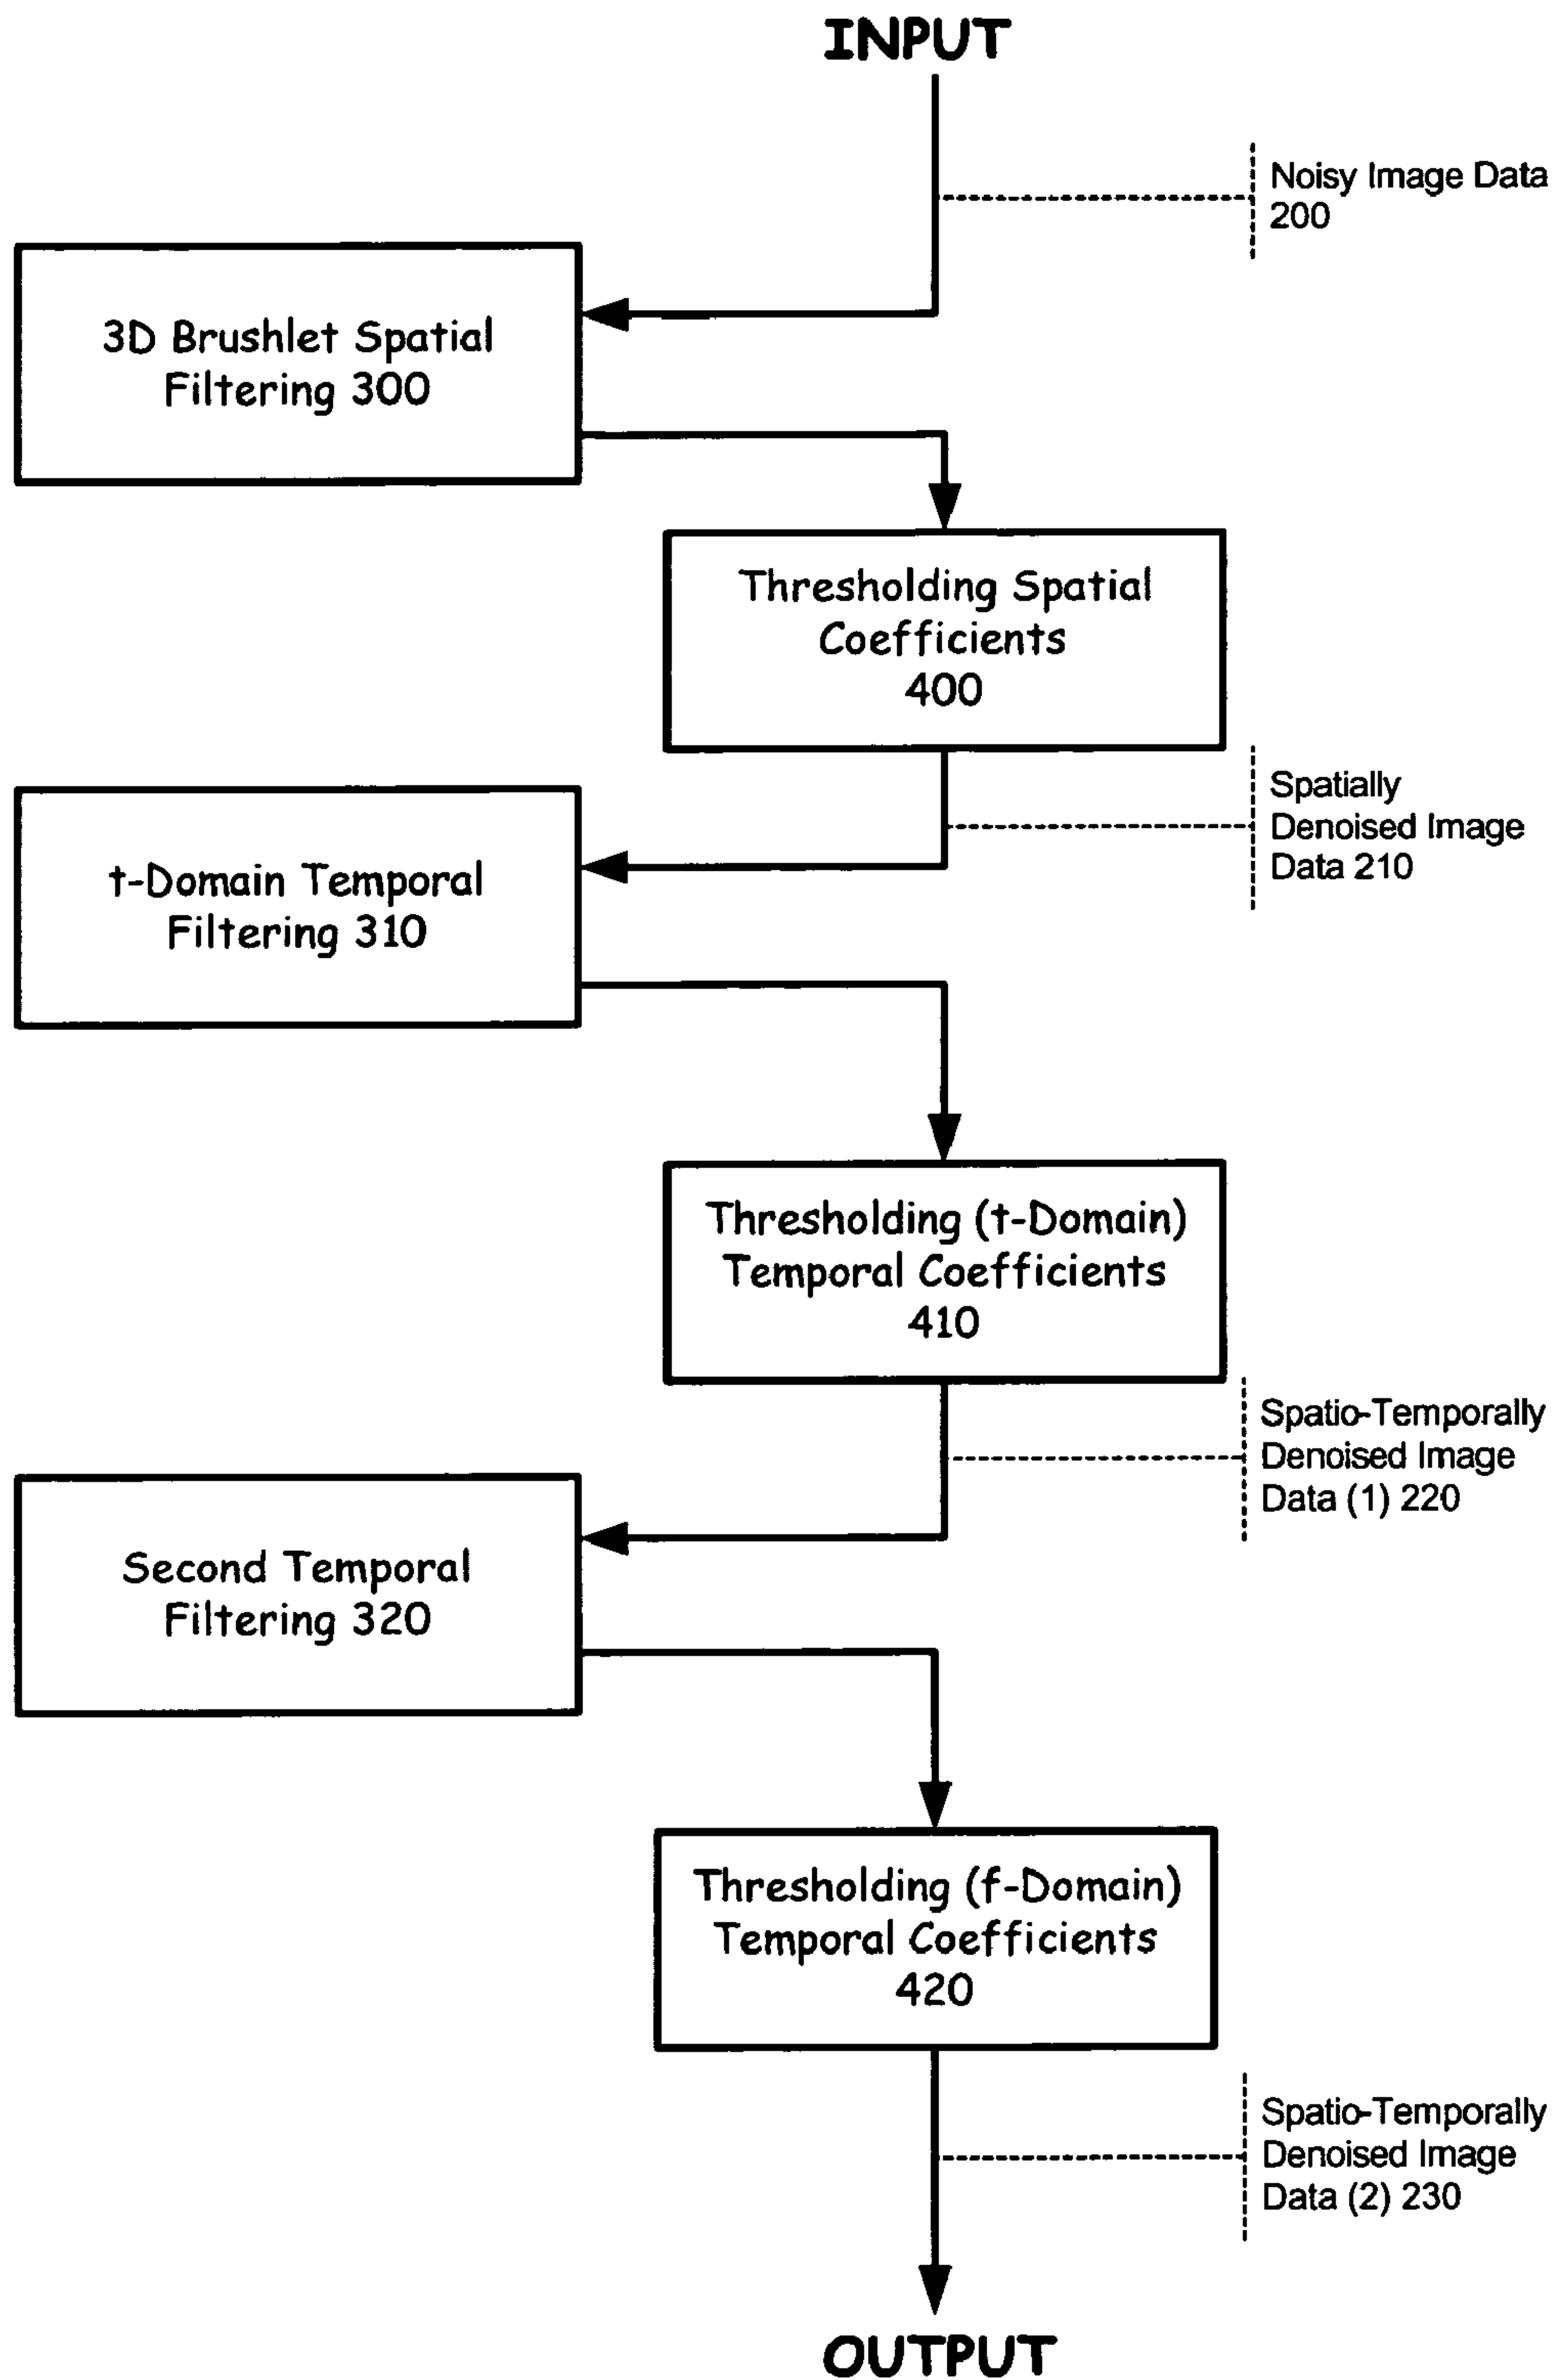 INPUT
Noisy Image Data
200
3D Brushlet Spatial
Filtering 300
Thresholding Spatial
Coefficients
400
Spatially
Denoised Image
Data 210
t-Domain Temporal
Filtering 310
Thresholding (t-Domain)
Temporal Coefficients
410
Spatio-Temporally
Denoised Image
Data (1) 220
Second Temporal
Filtering 320
Thresholding (f-Domain)
Temporal Coefficients
420
Spatio-Temporally
Denoised Image
Data (2) 230
OUTPUT